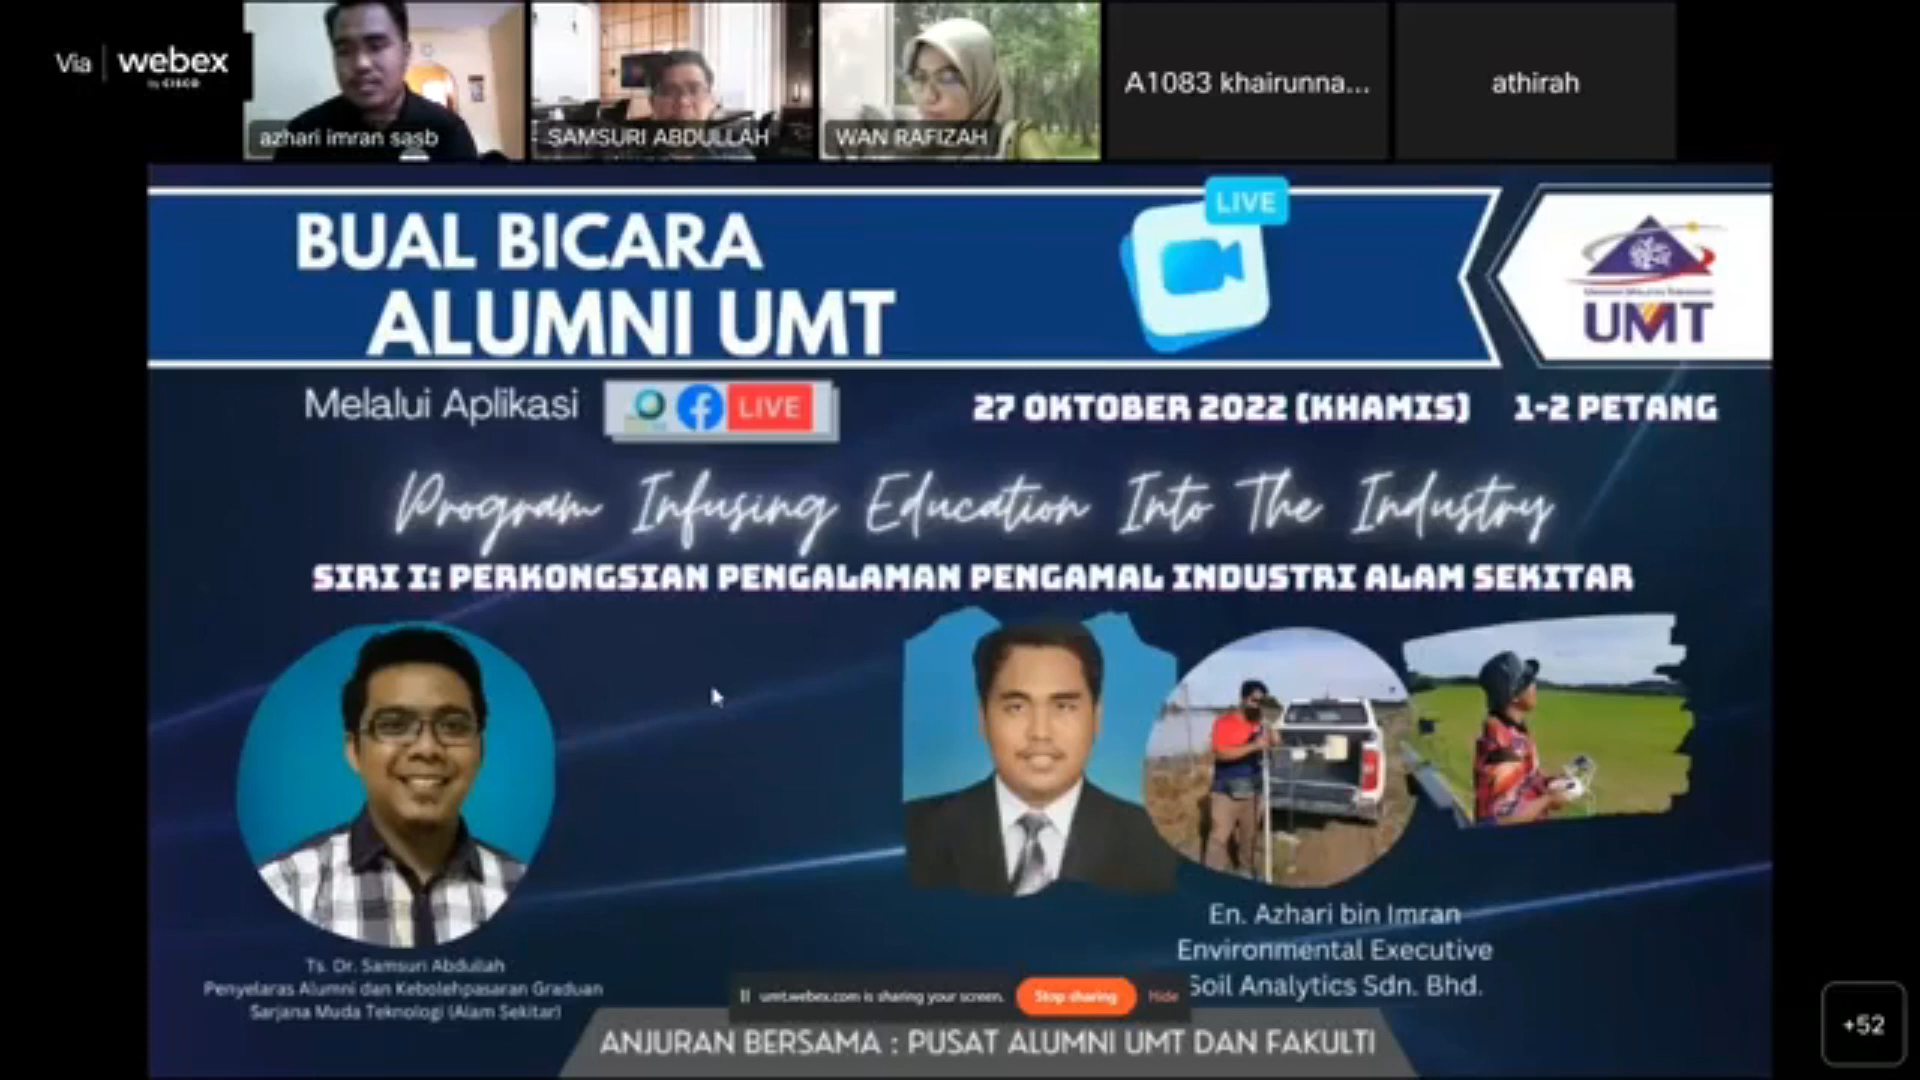 Via webex
by CISCO
azhari imran sasb
SAMSURI ABDULLAH
WAN RAFIZAH
A1083 khairunna...
athirah
BUAL BICARA
ALUMNI UMT
LIVE
UMT
Melalui Aplikasi
LIVE
27 OKTOBER 2022 (KHAMIS) 1-2 PETANG
Program Infusing Education Into The Industry
SIRI I: PERKONGSIAN PENGALAMAN PENGAMAL INDUSTRI ALAM SEKITAR
Ts. Dr. Samsuri Abdullah
Penyelaras Alumni dan Kebolehpasaran Graduan
Sarjana Muda Teknologi (Alam Sekitar)
En. Azhari bin Imran
Environmental Executive
Soil Analytics Sdn. Bhd.
umt.webex.com is sharing your screen. Stop sharing Hide
ANJURAN BERSAMA : PUSAT ALUMNI UMT DAN FAKULTI
+52